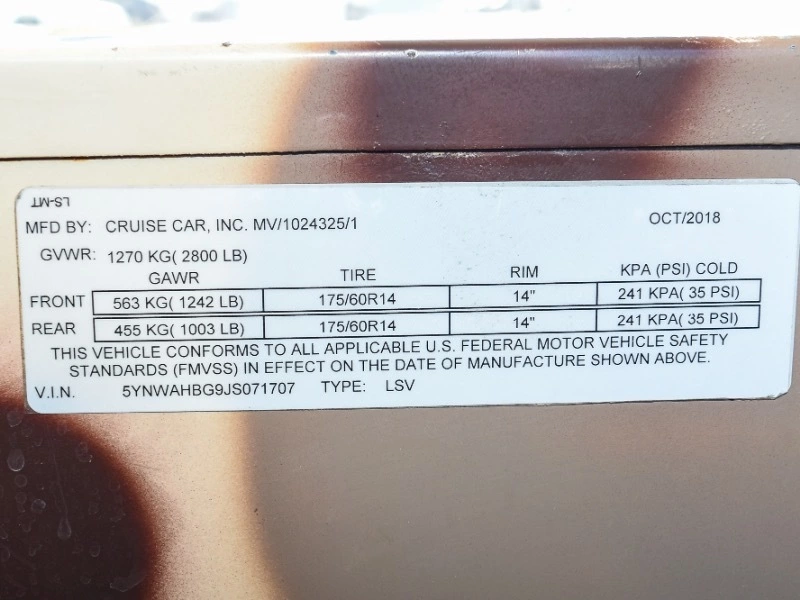 LS-MT
MFD BY: CRUISE CAR, INC. MV/1024325/1 OCT/2018
GVWR: 1270 KG( 2800 LB)
GAWR TIRE RIM KPA (PSI) COLD
FRONT 563 KG( 1242 LB) 175/60R14 14" 241 KPA( 35 PSI)
REAR 455 KG( 1003 LB) 175/60R14 14" 241 KPA( 35 PSI)
THIS VEHICLE CONFORMS TO ALL APPLICABLE U.S. FEDERAL MOTOR VEHICLE SAFETY
STANDARDS (FMVSS) IN EFFECT ON THE DATE OF MANUFACTURE SHOWN ABOVE.
V.I.N. 5YNWAHBG9JS071707 TYPE: LSV